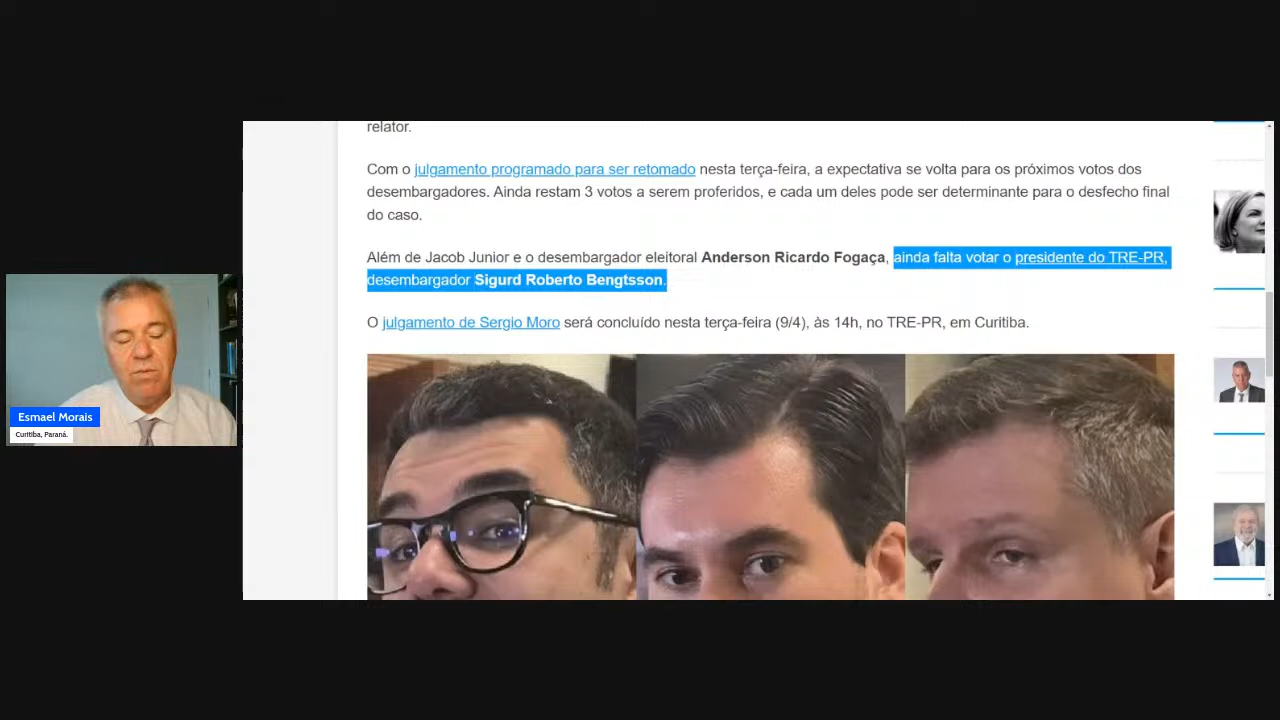 relator.
Com o julgamento programado para ser retomado nesta terça-feira, a expectativa se volta para os próximos votos dos
desembargadores. Ainda restam 3 votos a serem proferidos, e cada um deles pode ser determinante para o desfecho final
do caso.
Além de Jacob Junior e o desembargador eleitoral Anderson Ricardo Fogaça, ainda falta votar o presidente do TRE-PR,
desembargador Sigurd Roberto Bengtsson.
O julgamento de Sergio Moro será concluído nesta terça-feira (9/4), às 14h, no TRE-PR, em Curitiba.
Esmael Morais
Curitiba, Paraná.